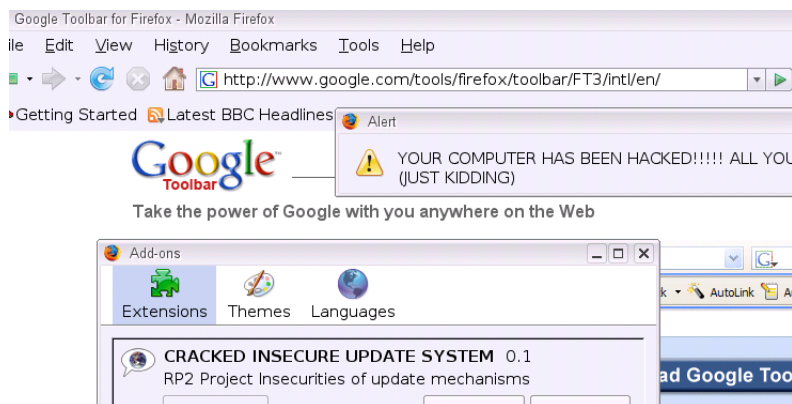 Google Toolbar for Firefox - Mozilla Firefox
ile Edit View History Bookmarks Tools Help
G http://www.google.com/tools/firefox/toolbar/FT3/intl/en/
Getting Started Latest BBC Headlines
Alert
YOUR COMPUTER HAS BEEN HACKED!!!!! ALL YOU
(JUST KIDDING)
Google™
Toolbar
Take the power of Google with you anywhere on the Web
Add-ons
G
Extensions Themes Languages
k AutoLink A
CRACKED INSECURE UPDATE SYSTEM 0.1
RP2 Project Insecurities of update mechanisms
ad Google Too